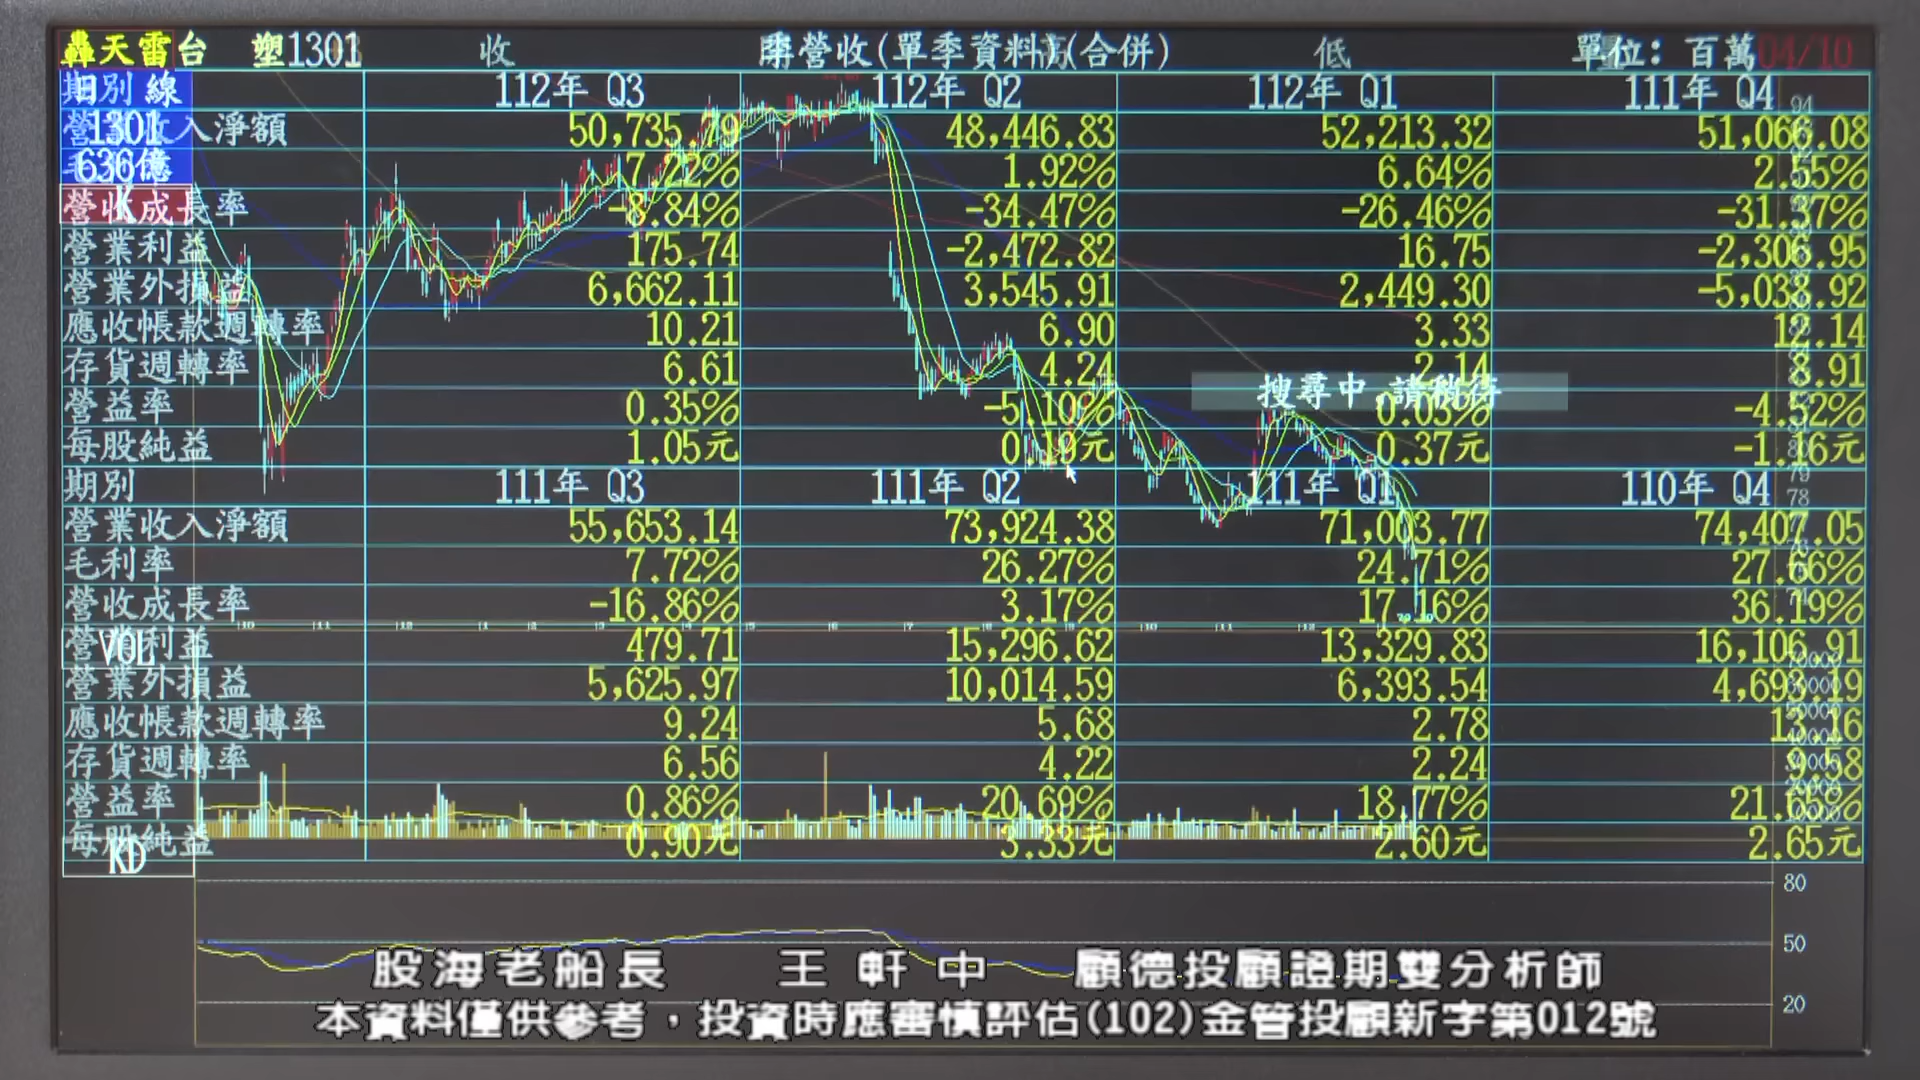 轟天雷台 塑1301 收 營收(單季資料)(合併) 低 單位: 百萬 04/10
期別 線 112年 Q3 112年 Q2 112年 Q1 111年 Q4
1301 入淨額 50,735.79 48,446.83 52,213.32 51,066.08
636億 7.22% 1.92% 6.64% 2.55%
營收成長率 -8.84% -34.47% -26.46% -31.37%
營業利益 175.74 -2,472.82 16.75 -2,306.95
營業外損益 6,662.11 3,545.91 2,449.30 -5,038.92
應收帳款週轉率 10.21 6.90 3.33 12.14
存貨週轉率 6.61 4.24 2.14 8.91
搜尋中,請稍待
營益率 0.35% -5.10% 0.03% -4.52%
每股純益 1.05元 0.19元 0.37元 -1.16元
期別 111年 Q3 111年 Q2 111年 Q1 110年 Q4
營業收入淨額 55,653.14 73,924.38 71,003.77 74,407.05
毛利率 7.72% 26.27% 24.71% 27.66%
營收成長率 -16.86% 3.17% 17.16% 36.19%
VOL 利益 479.71 15,296.62 13,329.83 16,106.91
營業外損益 5,625.97 10,014.59 6,393.54 4,693.19
應收帳款週轉率 9.24 5.68 2.78 13.16
存貨週轉率 6.56 4.22 2.24 9.58
營益率 0.86% 20.69% 18.77%
每股純益 0.90元 3.33元 2.60元 2.65元
KD
80
50
20
股海老船長 王軒中 顧德投顧證期雙分析師
本資料僅供參考,投資時應審慎評估(102)金管投顧新字第012號